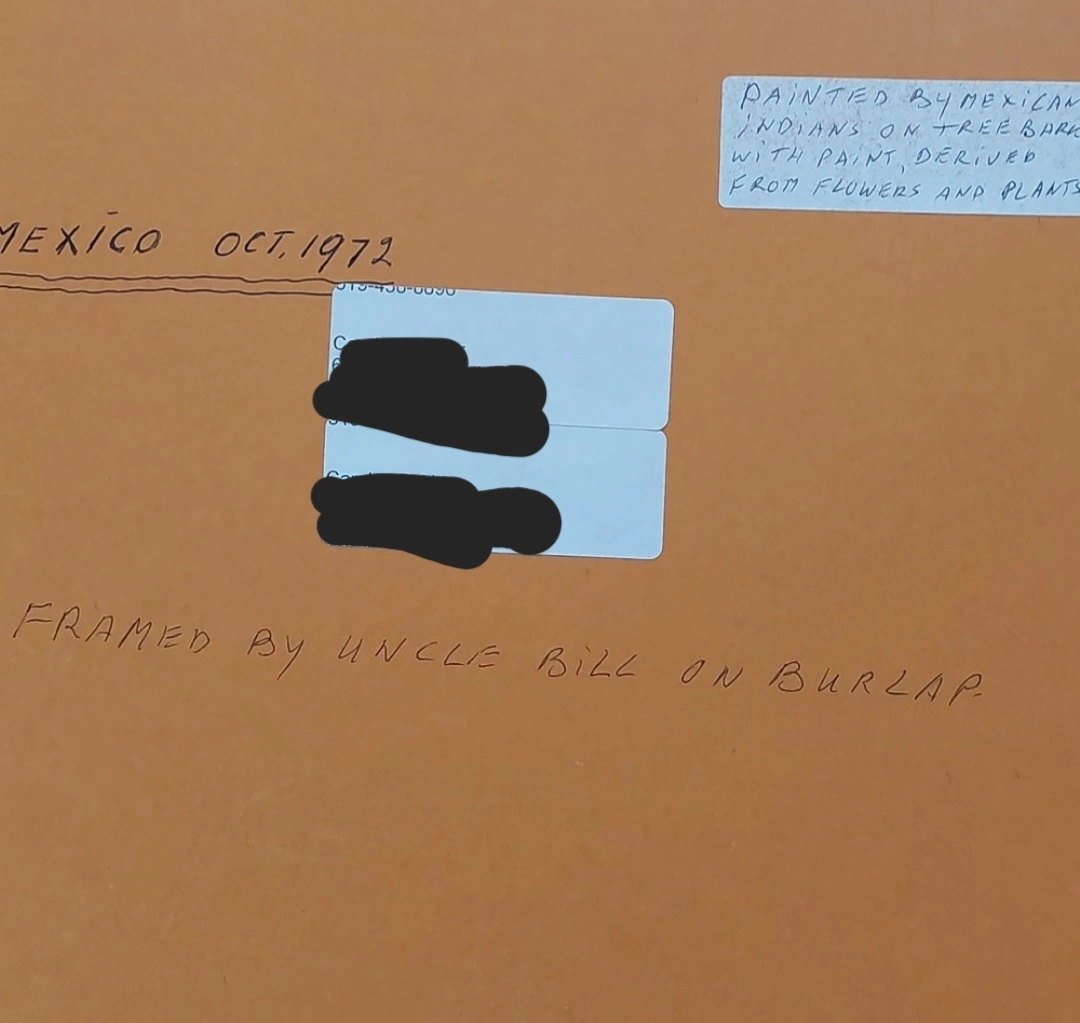 PAINTED BY MEXICAN
INDIANS ON TREE BARK
WITH PAINT, DERIVED
FROM FLOWERS AND PLANTS
MEXICO OCT, 1972
FRAMED BY UNCLE BILL ON BURLAP.